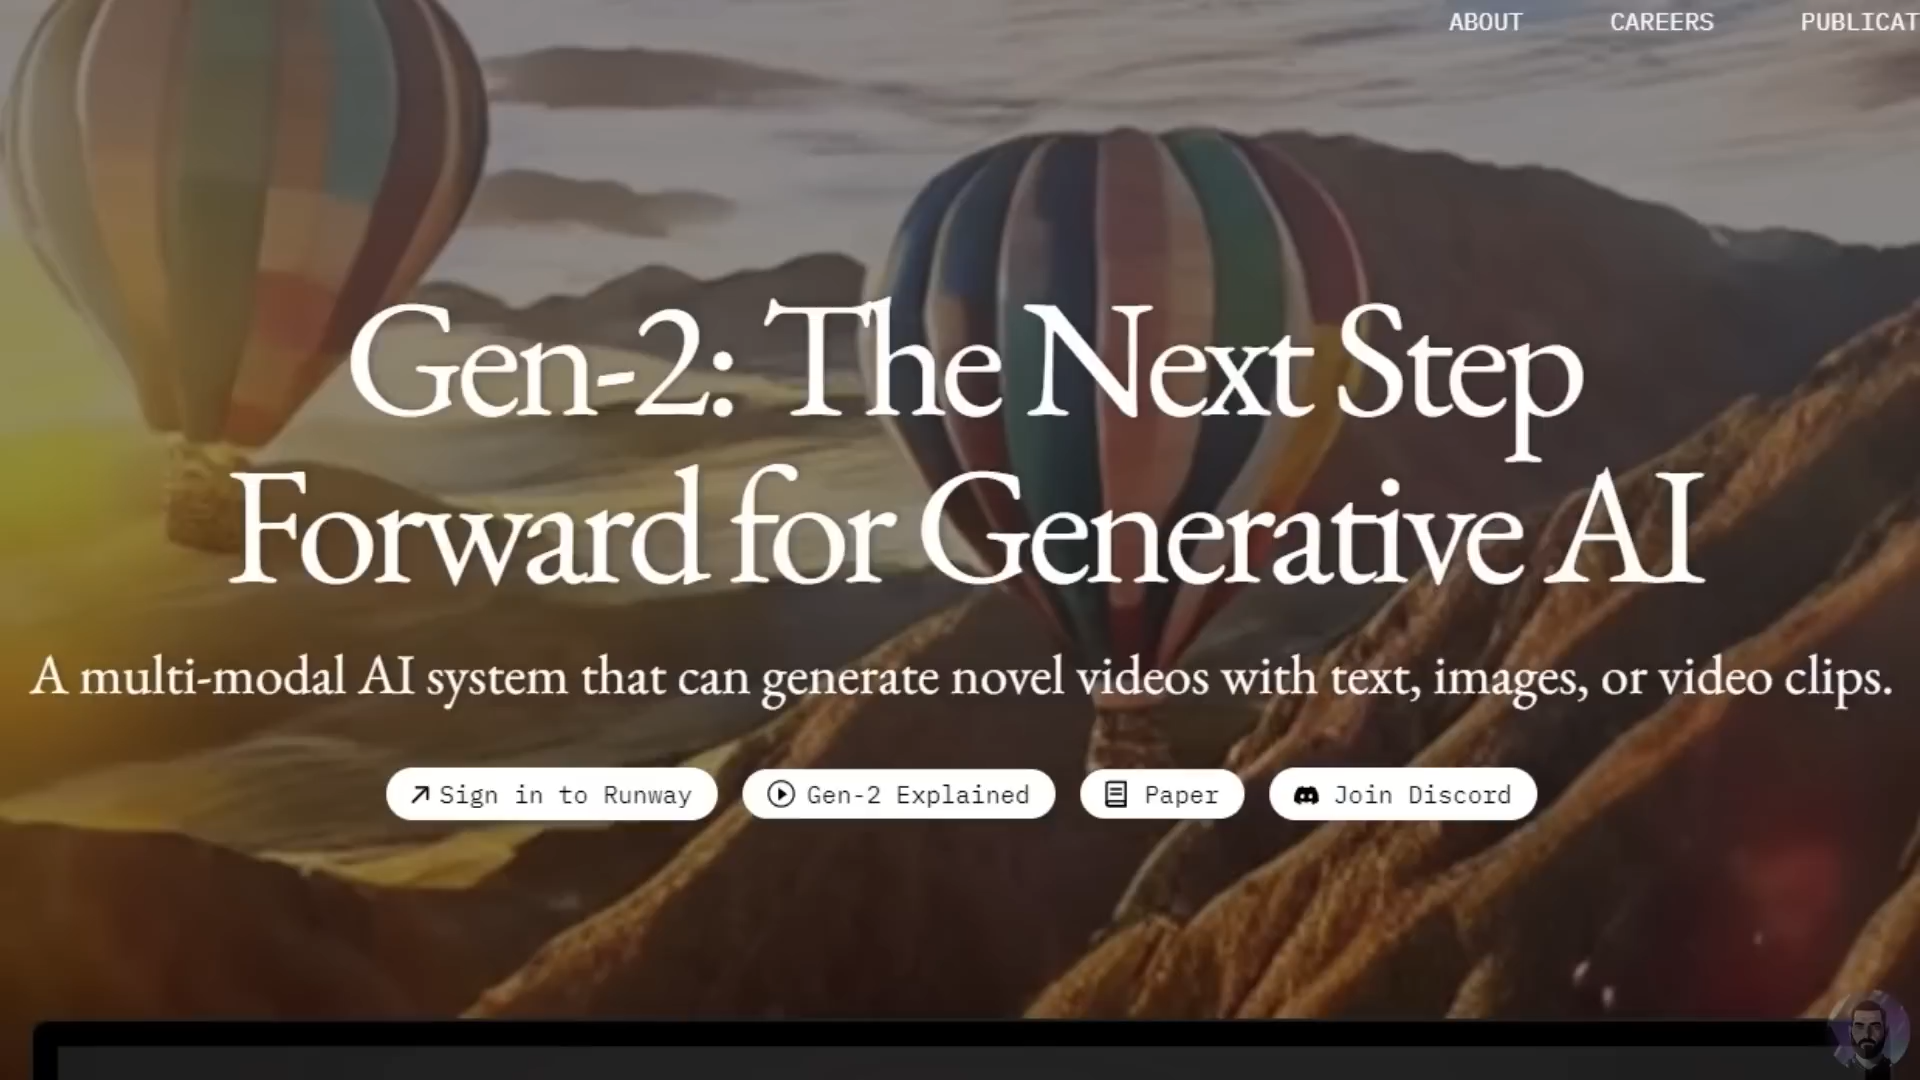 ABOUT CAREERS PUBLICAT
Gen-2: The Next Step
Forward for Generative AI
A multi-modal AI system that can generate novel videos with text, images, or video clips.
Sign in to Runway Gen-2 Explained Paper Join Discord